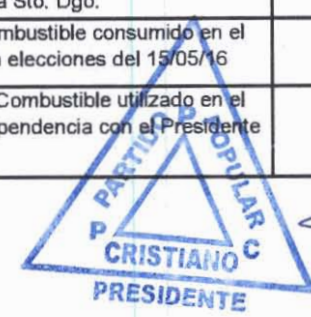 a Sto. Dgo.
mbustible consumido en el
elecciones del 15/05/16
Combustible utilizado en el
pendencia con el Presidente
PARTIDO POPULAR
P
P C
CRISTIANO
PRESIDENTE